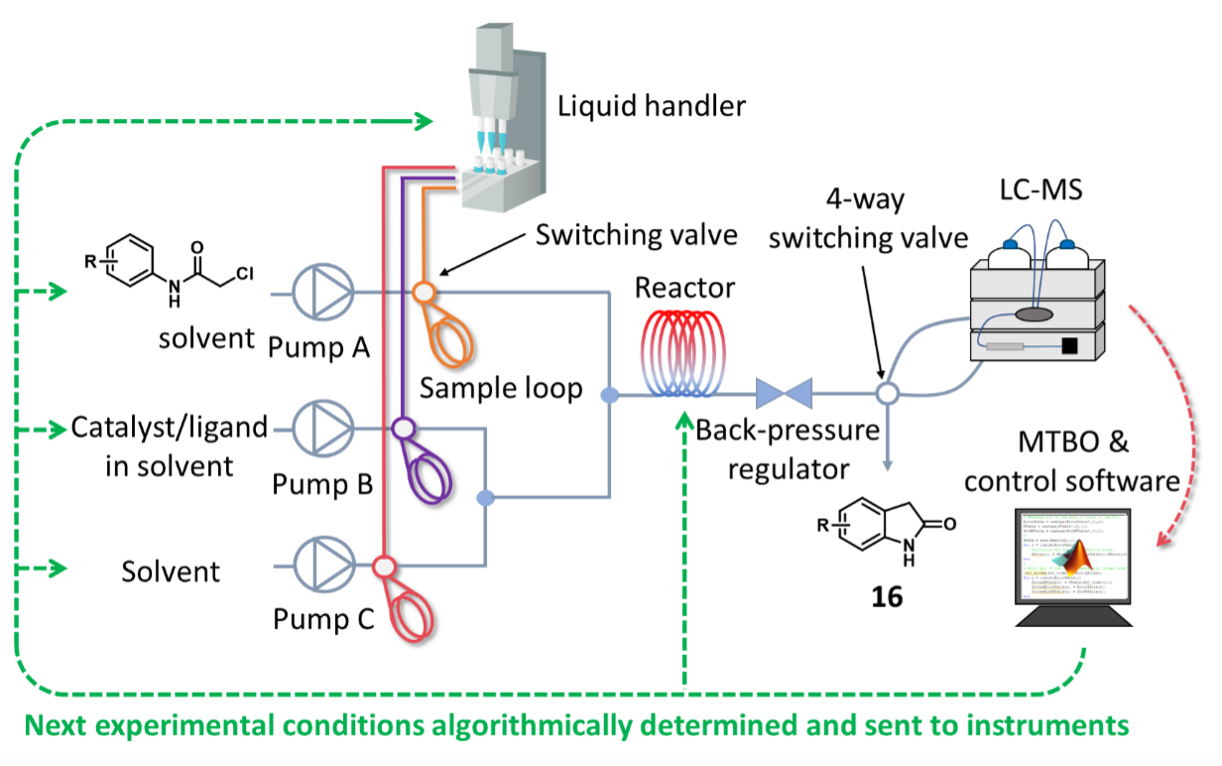 Liquid handler
LC-MS
4-way
switching valve
Switching valve
R
O
Cl
N
H
solvent
Pump A
Reactor
Sample loop
Catalyst/ligand
in solvent
Pump B
Back-pressure
regulator
MTBO &
control software
R
O
N
H
16
Solvent
Pump C
Next experimental conditions algorithmically determined and sent to instruments